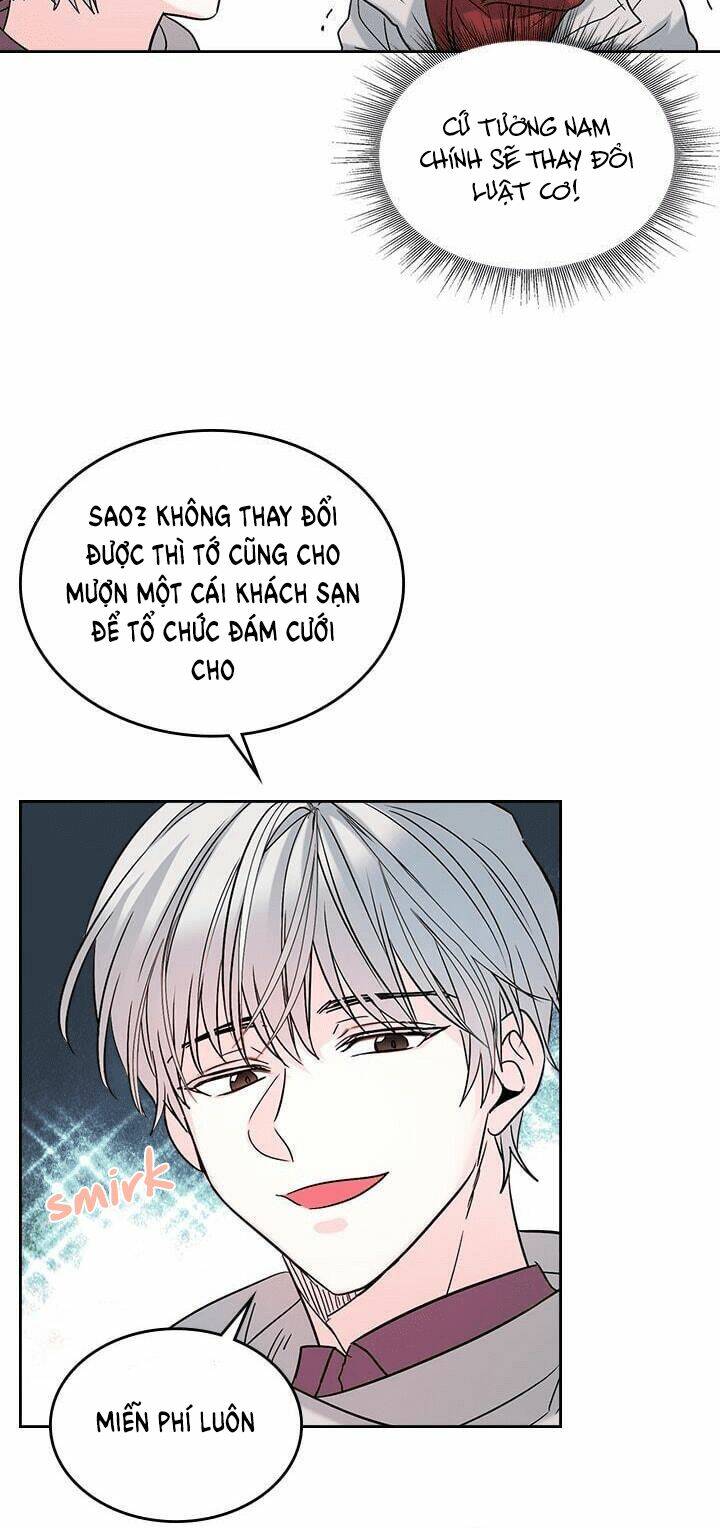 CỨ TƯỞNG NAM
CHÍNH SẼ THAY ĐỔI
LUẬT CƠ!
SAO? KHÔNG THAY ĐỔI
ĐƯỢC THÌ TỚ CŨNG CHO
MƯỢN MỘT CÁI KHÁCH SẠN
ĐỂ TỔ CHỨC ĐÁM CƯỚI
CHO
smirk
MIỄN PHÍ LUÔN